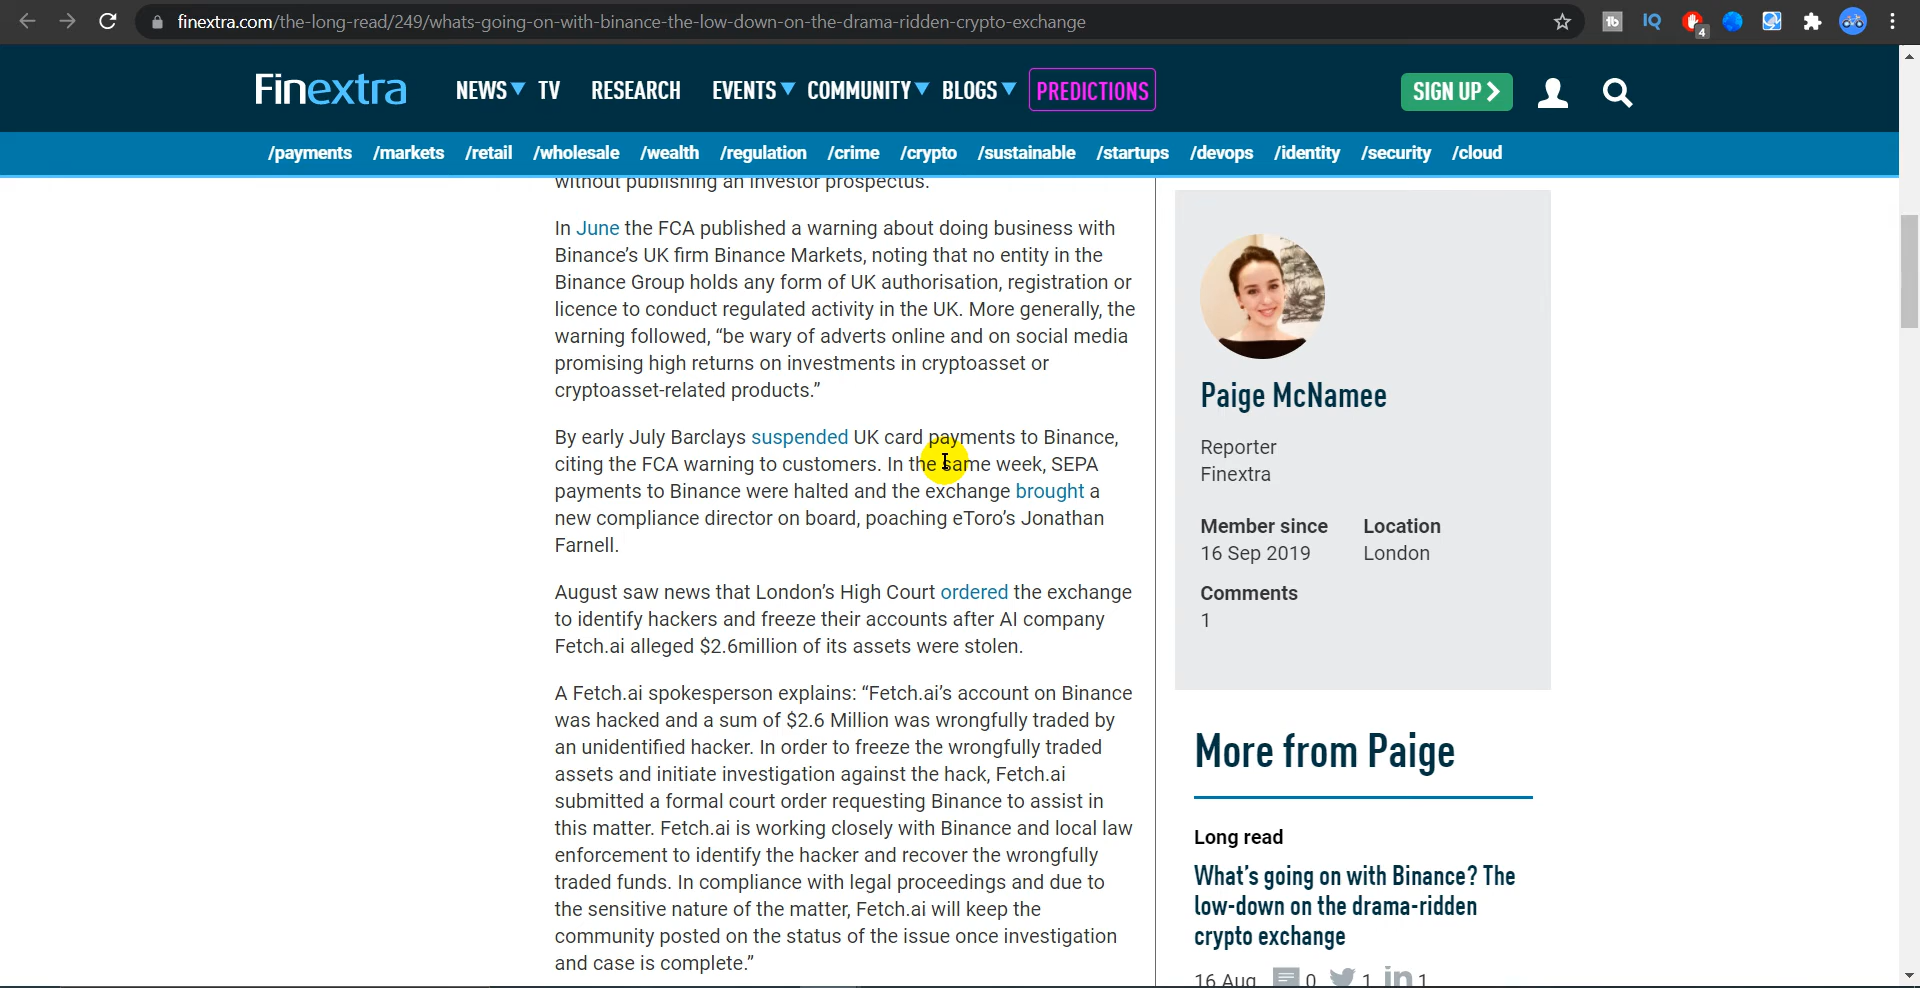 finextra.com/the-long-read/249/whats-going-on-with-binance-the-low-down-on-the-drama-ridden-crypto-exchange
tb
IQ
4
Finextra
NEWS TV RESEARCH EVENTS COMMUNITY BLOGS PREDICTIONS
SIGN UP
/payments /markets /retail /wholesale /wealth /regulation /crime /crypto /sustainable /startups /devops /identity /security /cloud
without publishing an investor prospectus.
In June the FCA published a warning about doing business with
Binance’s UK firm Binance Markets, noting that no entity in the
Binance Group holds any form of UK authorisation, registration or
licence to conduct regulated activity in the UK. More generally, the
warning followed, “be wary of adverts online and on social media
promising high returns on investments in cryptoasset or
cryptoasset-related products.”
By early July Barclays suspended UK card payments to Binance,
citing the FCA warning to customers. In the same week, SEPA
payments to Binance were halted and the exchange brought a
new compliance director on board, poaching eToro’s Jonathan
Farnell.
August saw news that London’s High Court ordered the exchange
to identify hackers and freeze their accounts after AI company
Fetch.ai alleged $2.6million of its assets were stolen.
A Fetch.ai spokesperson explains: “Fetch.ai’s account on Binance
was hacked and a sum of $2.6 Million was wrongfully traded by
an unidentified hacker. In order to freeze the wrongfully traded
assets and initiate investigation against the hack, Fetch.ai
submitted a formal court order requesting Binance to assist in
this matter. Fetch.ai is working closely with Binance and local law
enforcement to identify the hacker and recover the wrongfully
traded funds. In compliance with legal proceedings and due to
the sensitive nature of the matter, Fetch.ai will keep the
community posted on the status of the issue once investigation
and case is complete.”
Paige McNamee
Reporter
Finextra
Member since Location
16 Sep 2019 London
Comments
1
More from Paige
Long read
What’s going on with Binance? The
low-down on the drama-ridden
crypto exchange
16 Aug 0 1 in 1